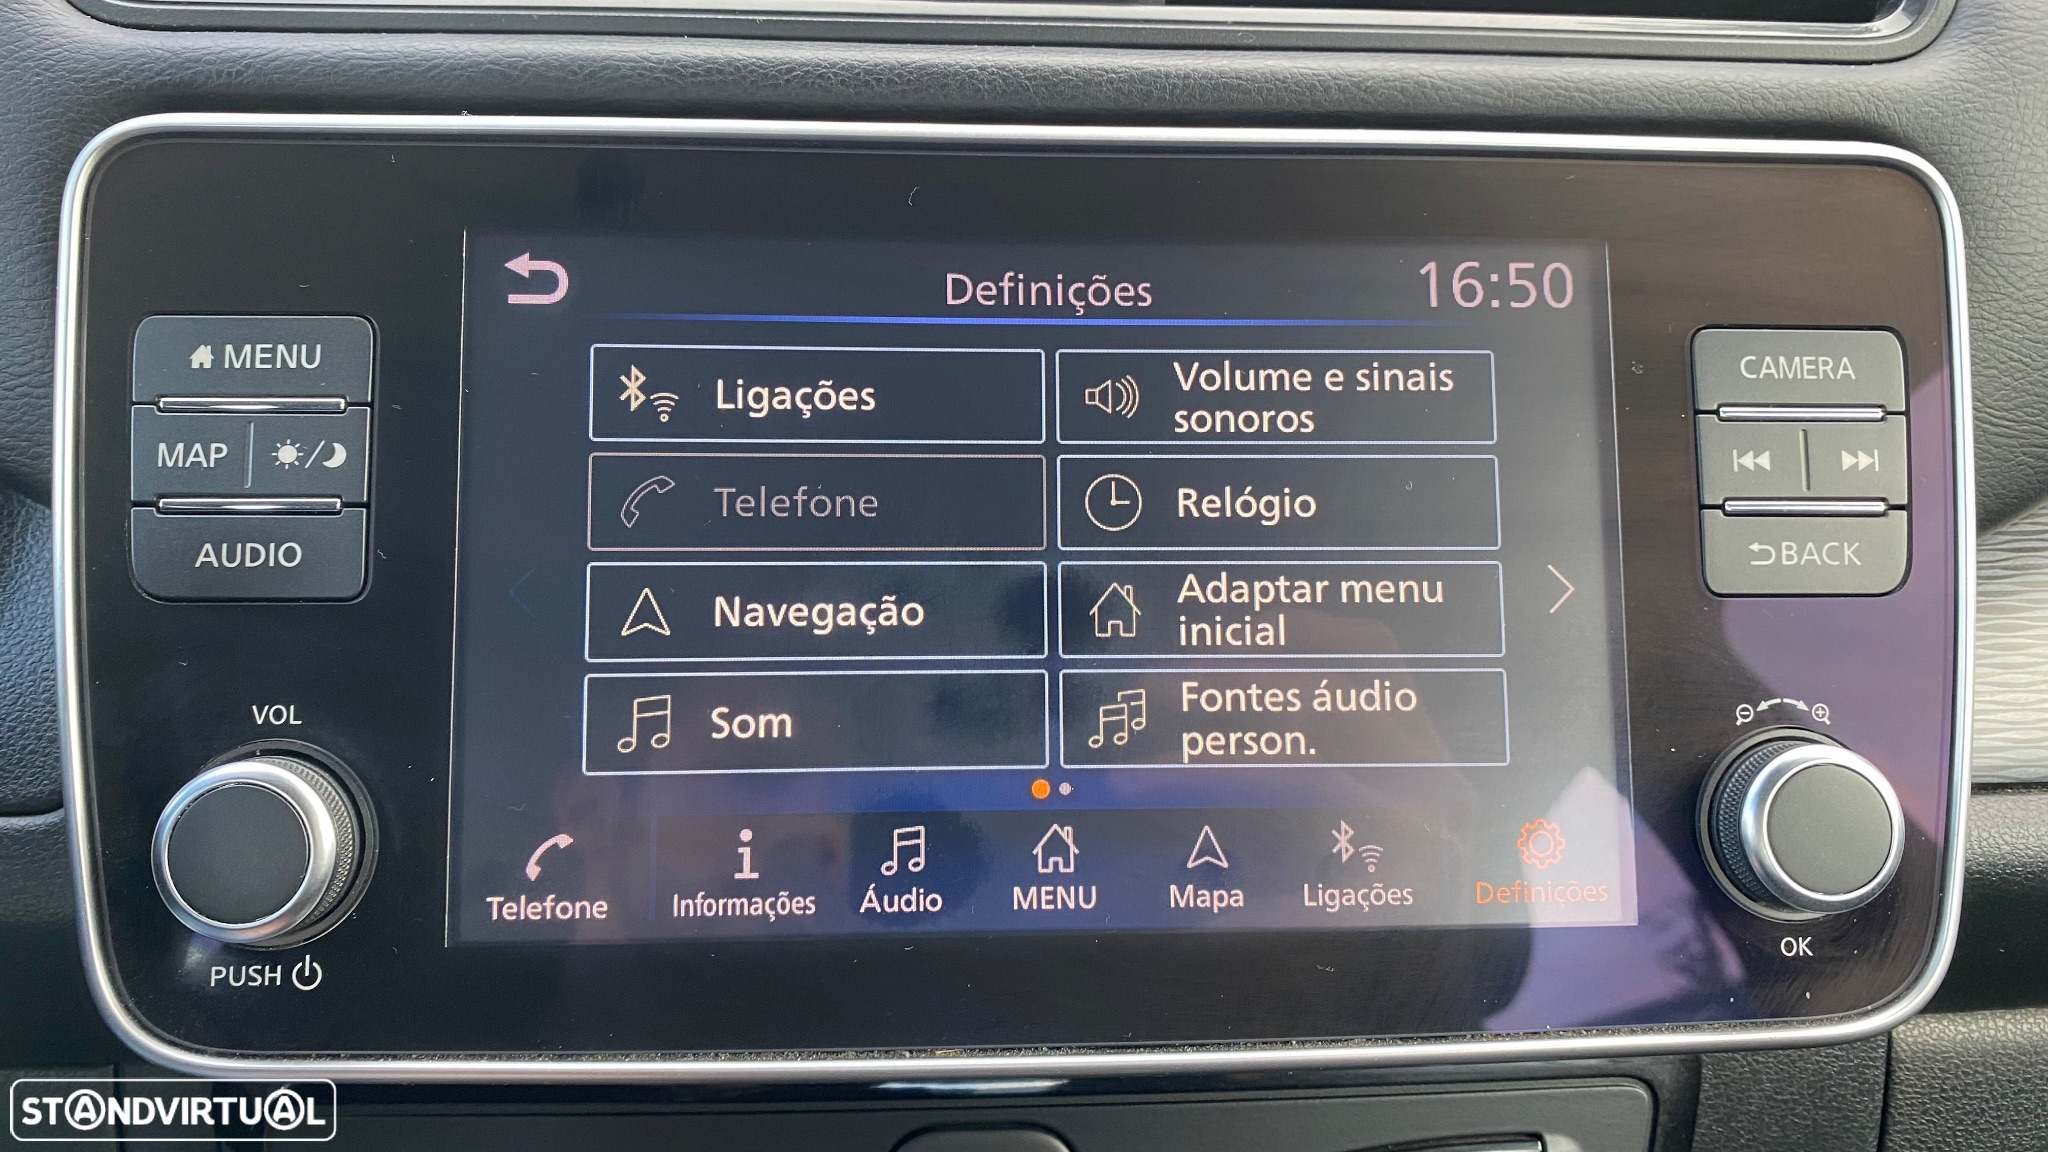 Definições
16:50
MENU
MAP
AUDIO
VOL
PUSH
Ligações
Volume e sinais
sonoros
Telefone
Relógio
Navegação
Adaptar menu
inicial
Som
Fontes áudio
person.
Telefone
Informações
Áudio
MENU
Mapa
Ligações
Definições
CAMERA
BACK
OK
STANDVIRTUAL